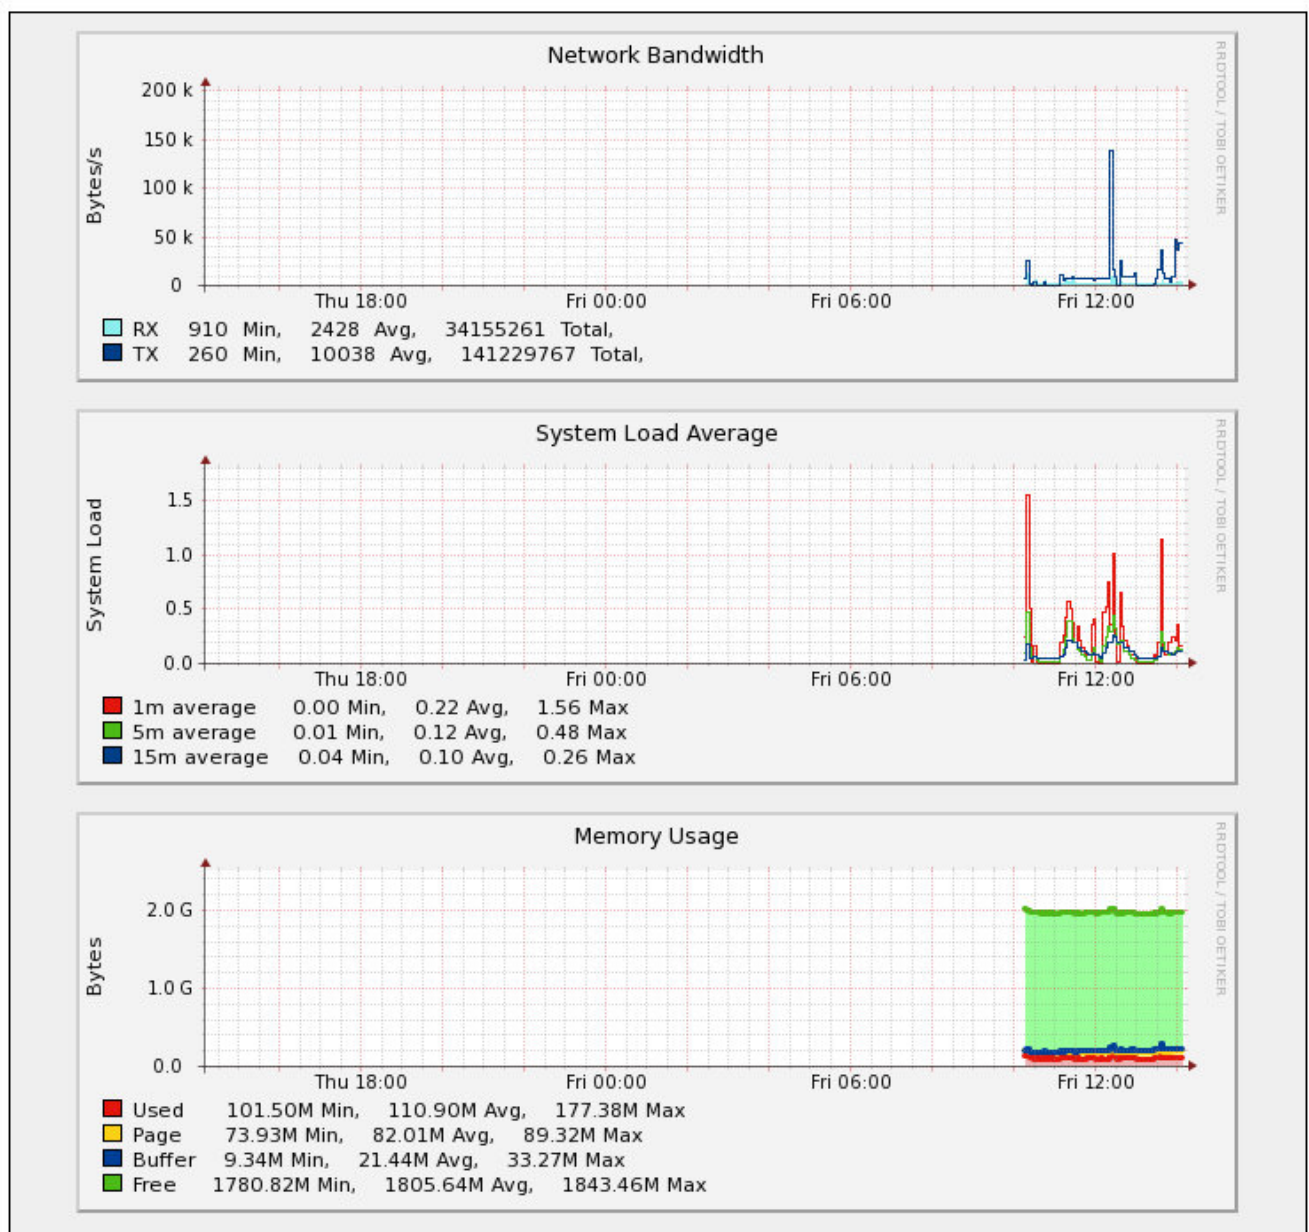 Network Bandwidth
RRDTOOL / TOBI OETIKER
Bytes/s
200 k
150 k
100 k
50 k
0
Thu 18:00 Fri 00:00 Fri 06:00 Fri 12:00
RX 910 Min, 2428 Avg, 34155261 Total,
TX 260 Min, 10038 Avg, 141229767 Total,
System Load Average
RRDTOOL / TOBI OETIKER
System Load
1.5
1.0
0.5
0.0
Thu 18:00 Fri 00:00 Fri 06:00 Fri 12:00
1m average 0.00 Min, 0.22 Avg, 1.56 Max
5m average 0.01 Min, 0.12 Avg, 0.48 Max
15m average 0.04 Min, 0.10 Avg, 0.26 Max
Memory Usage
RRDTOOL / TOBI OETIKER
Bytes
2.0 G
1.0 G
0.0
Thu 18:00 Fri 00:00 Fri 06:00 Fri 12:00
Used 101.50M Min, 110.90M Avg, 177.38M Max
Page 73.93M Min, 82.01M Avg, 89.32M Max
Buffer 9.34M Min, 21.44M Avg, 33.27M Max
Free 1780.82M Min, 1805.64M Avg, 1843.46M Max